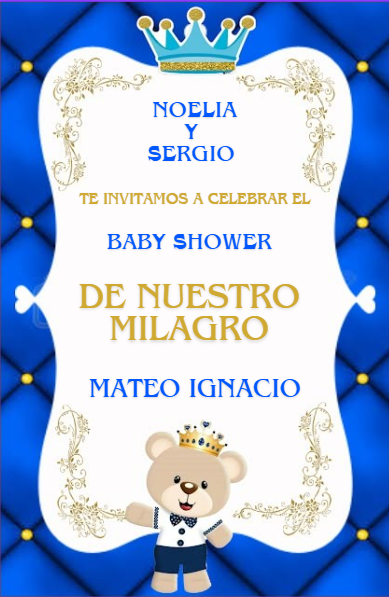 NOELIA
Y
SERGIO
TE INVITAMOS A CELEBRAR EL
BABY SHOWER
DE NUESTRO
MILAGRO
MATEO IGNACIO